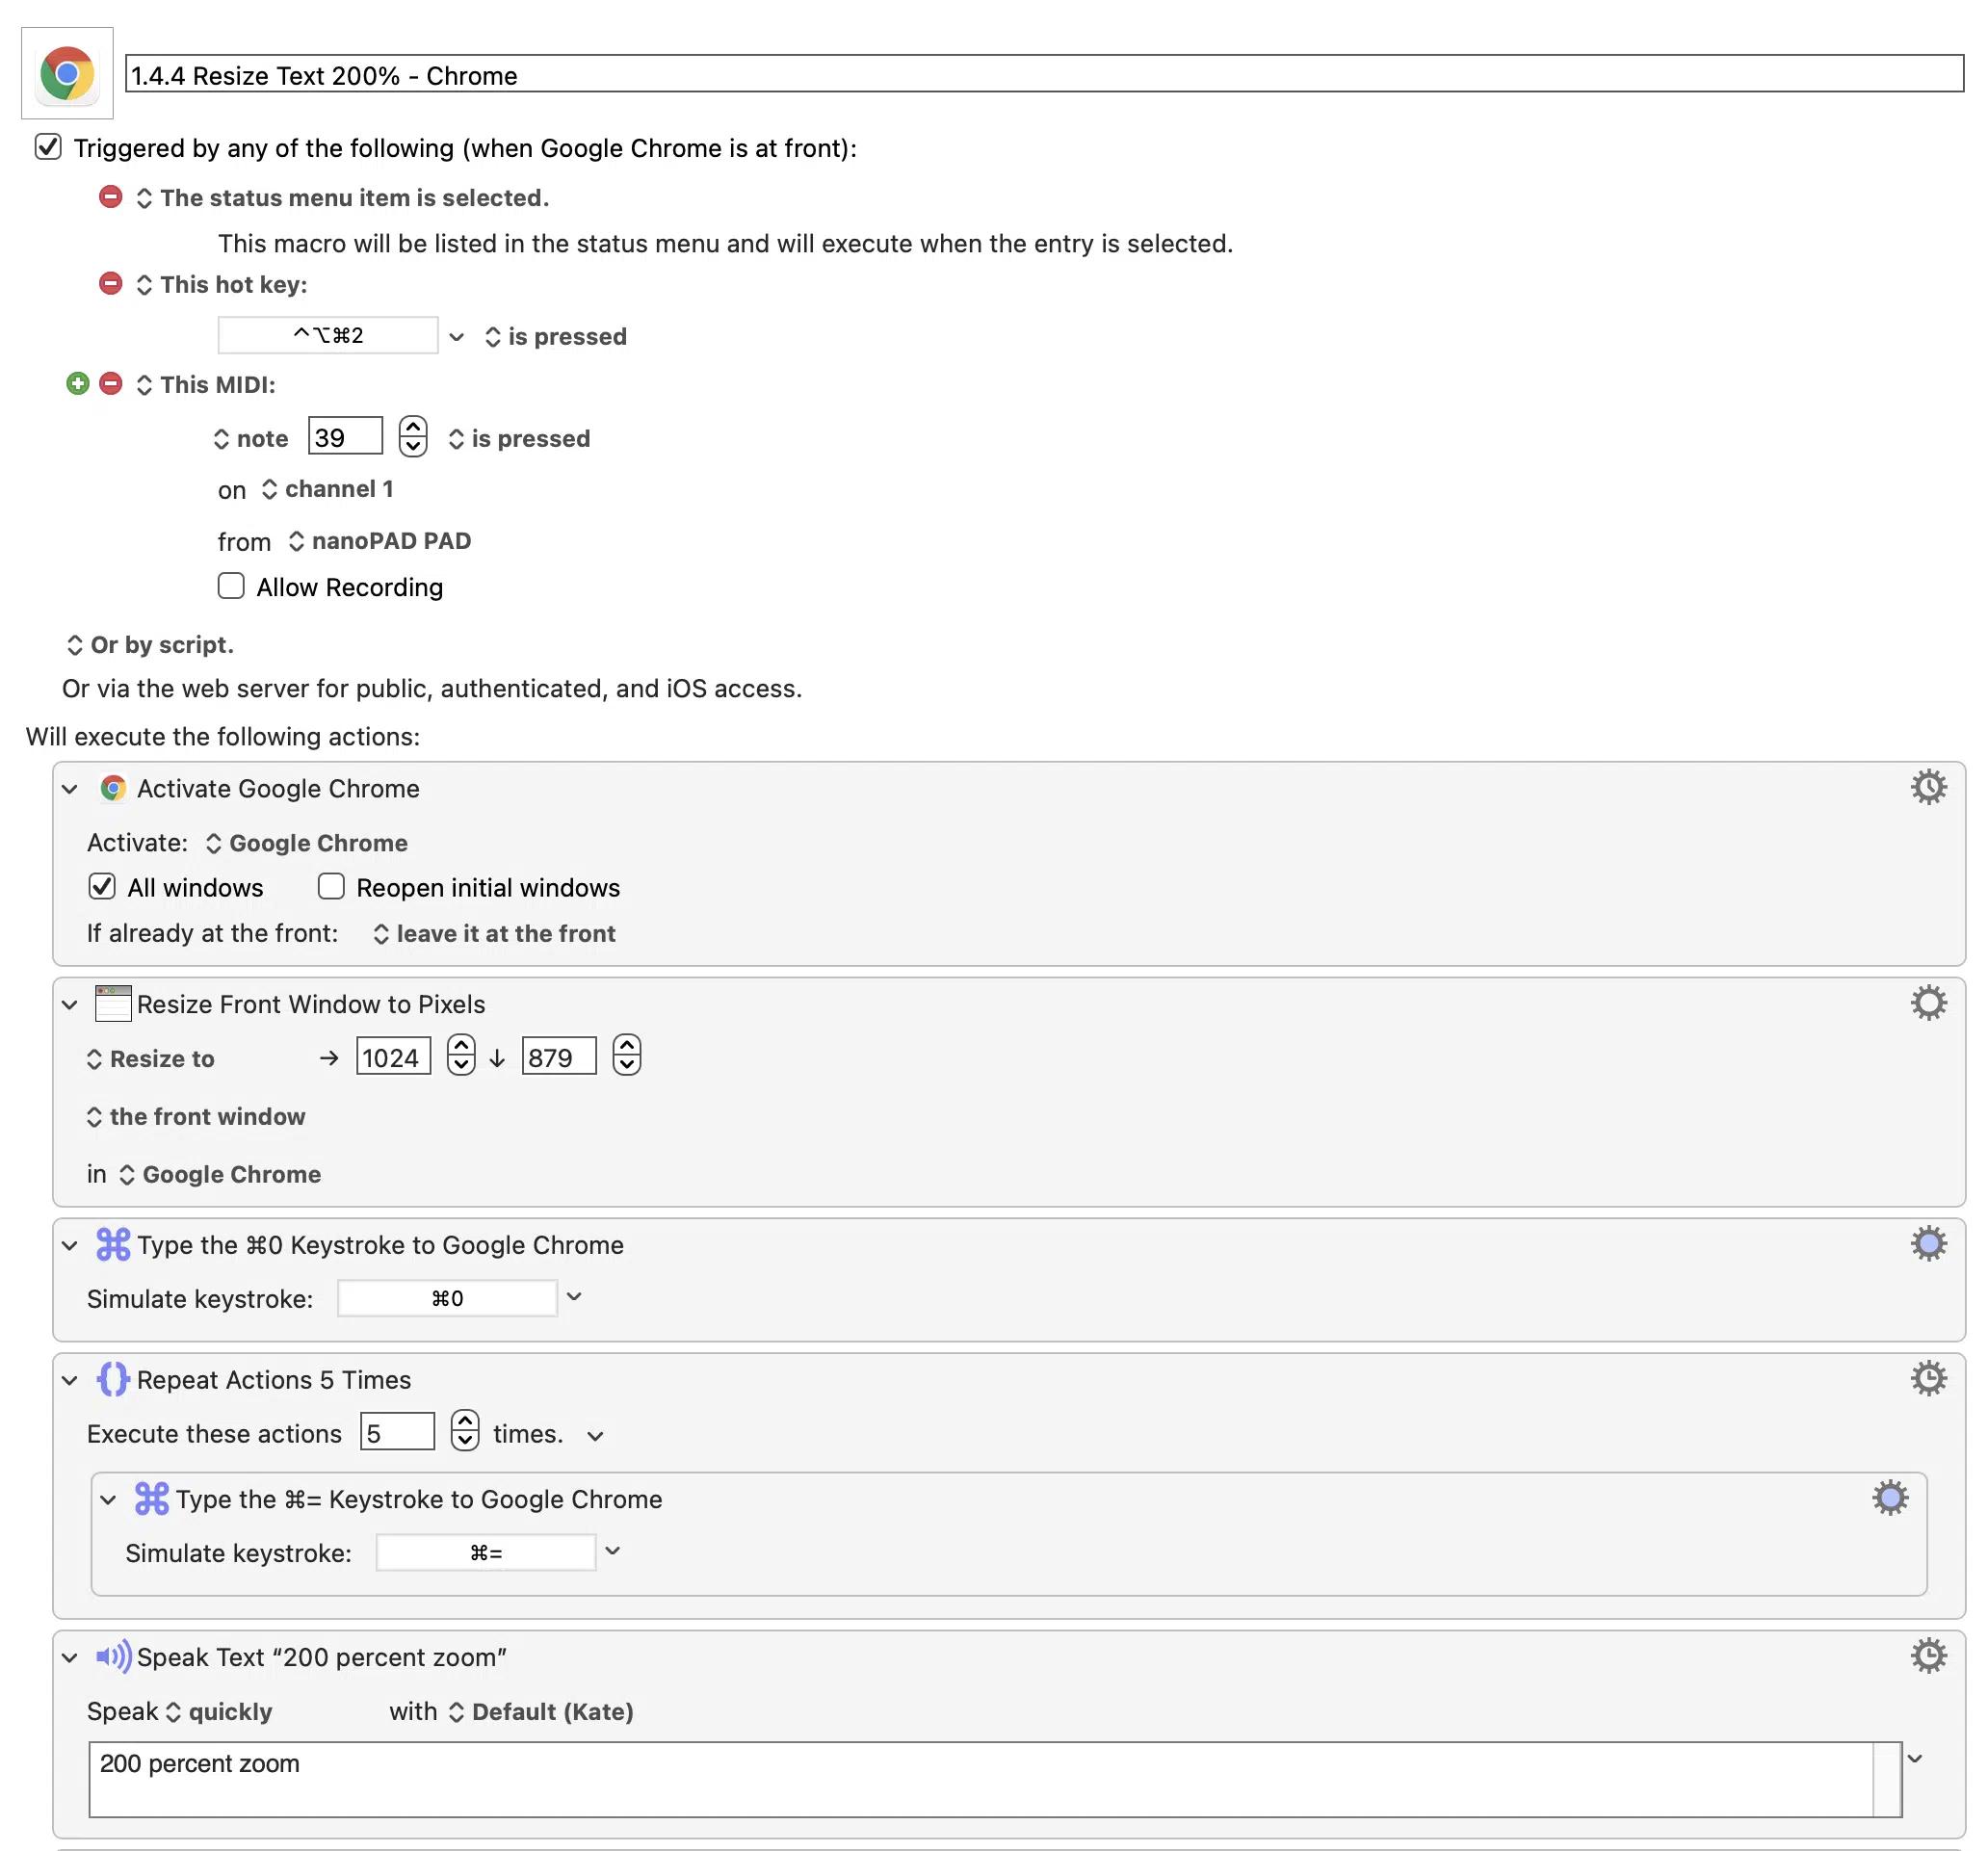 1.4.4 Resize Text 200% - Chrome
Triggered by any of the following (when Google Chrome is at front):
The status menu item is selected.
This macro will be listed in the status menu and will execute when the entry is selected.
This hot key:
^⌥⌘2 is pressed
This MIDI:
note 39 is pressed
on channel 1
from nanoPAD PAD
Allow Recording
Or by script.
Or via the web server for public, authenticated, and iOS access.
Will execute the following actions:
Activate Google Chrome
Activate: Google Chrome
All windows Reopen initial windows
If already at the front: leave it at the front
Resize Front Window to Pixels
Resize to → 1024 ↓ 879
the front window
in Google Chrome
Type the ⌘0 Keystroke to Google Chrome
Simulate keystroke: ⌘0
Repeat Actions 5 Times
Execute these actions 5 times.
Type the ⌘= Keystroke to Google Chrome
Simulate keystroke: ⌘=
Speak Text “200 percent zoom”
Speak quickly with Default (Kate)
200 percent zoom